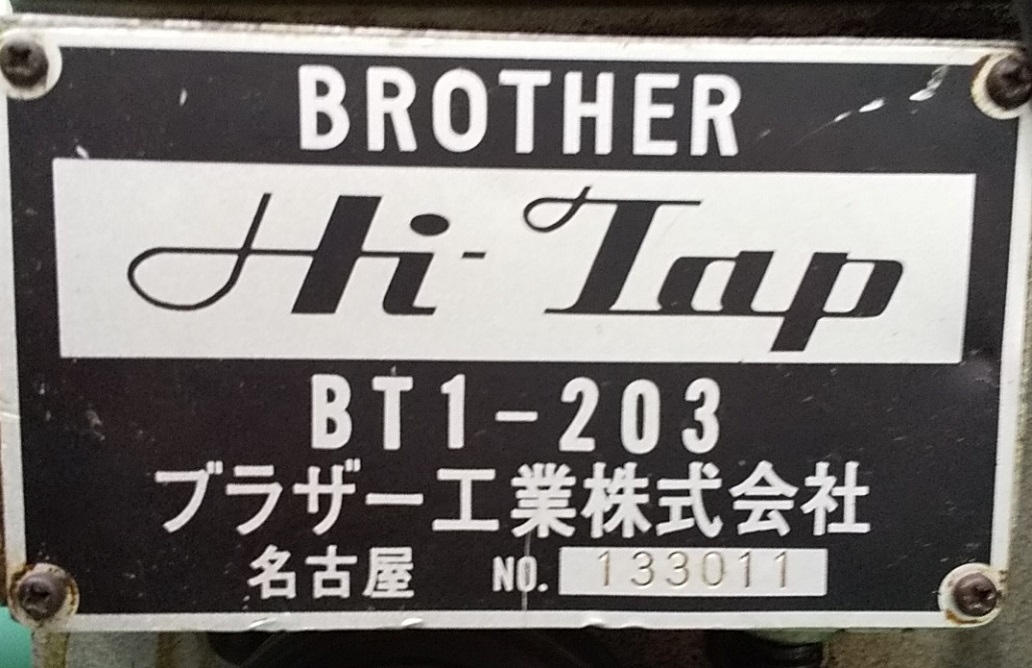 BROTHER
Hi-Tap
BT1-203
ブラザー工業株式会社
名古屋 NO. 133011